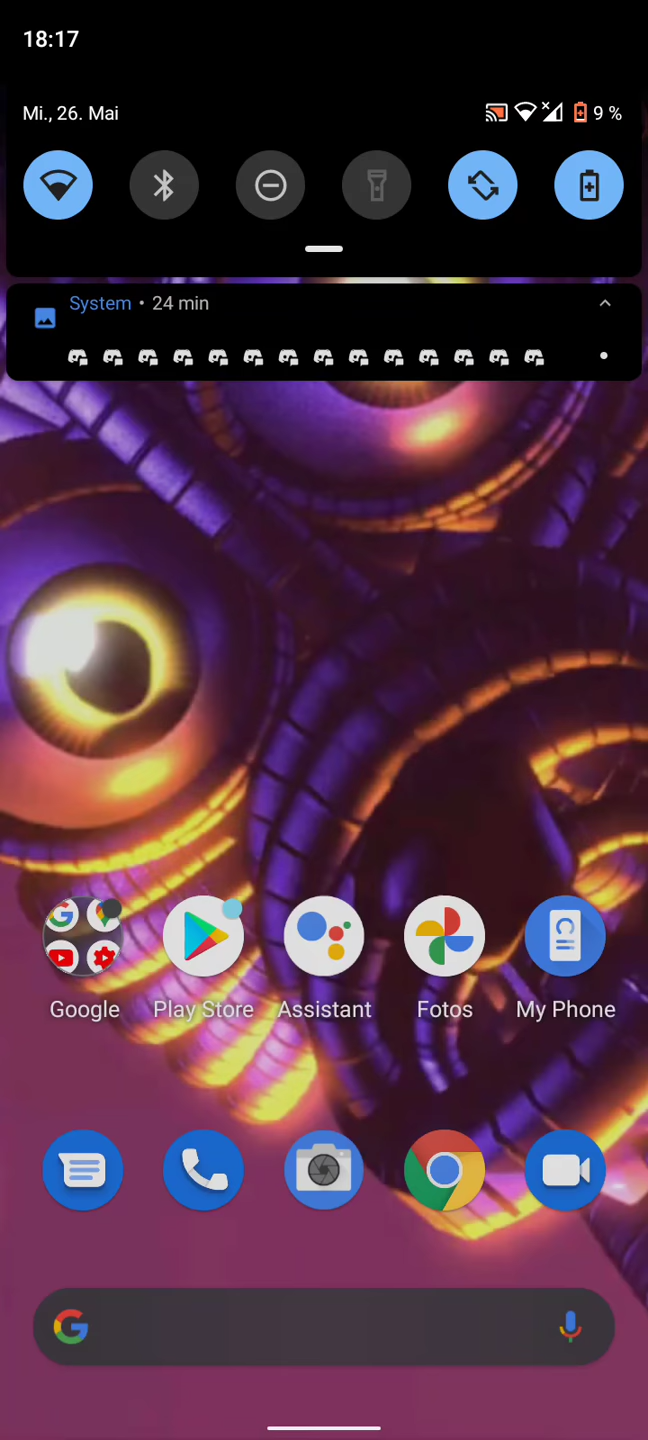 18:17
Mi., 26. Mai
9 %
System • 24 min
Google
Play Store
Assistant
Fotos
My Phone